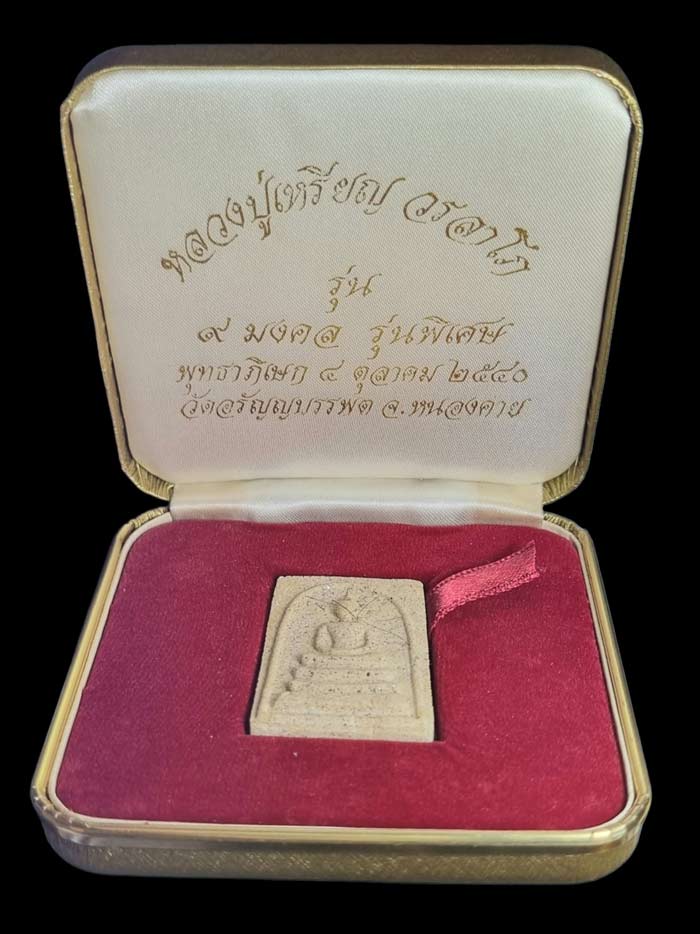 หลวงปู่เหรียญ วรลาโภ
รุ่น
๙ มงคล รุ่นพิเศษ
พุทธาภิเษก ๔ ตุลาคม ๒๕๔๐
วัดอรัญญบรรพต จ.หนองคาย